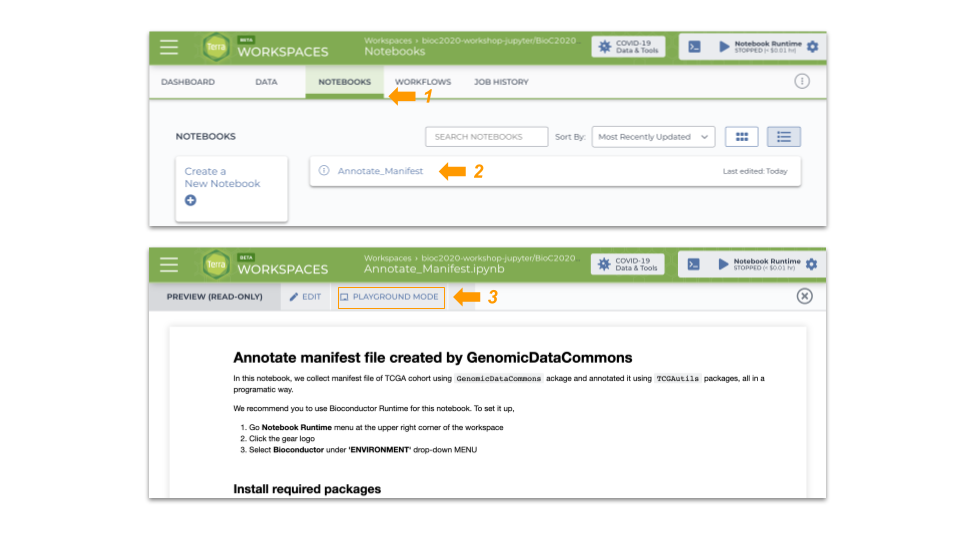 Terra
BETA
WORKSPACES
Workspaces › bioc2020-workshop-jupyter/BioC2020
Notebooks
COVID-19
Data & Tools
Notebook Runtime
STOPPED (< $0.01 hr)
DASHBOARD
DATA
NOTEBOOKS
WORKFLOWS
JOB HISTORY
1
NOTEBOOKS
SEARCH NOTEBOOKS
Sort By:
Most Recently Updated
Create a
New Notebook
Annotate_Manifest
2
Last edited: Today
Terra
BETA
WORKSPACES
Workspaces › bioc2020-workshop-jupyter/BioC2020
Annotate_Manifest.ipynb
COVID-19
Data & Tools
Notebook Runtime
STOPPED (< $0.01 hr)
PREVIEW (READ-ONLY)
EDIT
PLAYGROUND MODE
3
Annotate manifest file created by GenomicDataCommons
In this notebook, we collect manifest file of TCGA cohort using GenomicDataCommons ackage and annotated it using TCGAutils packages, all in a
programatic way.
We recommend you to use Bioconductor Runtime for this notebook. To set it up,
1. Go Notebook Runtime menu at the upper right corner of the workspace
2. Click the gear logo
3. Select Bioconductor under 'ENVIRONMENT' drop-down MENU
Install required packages